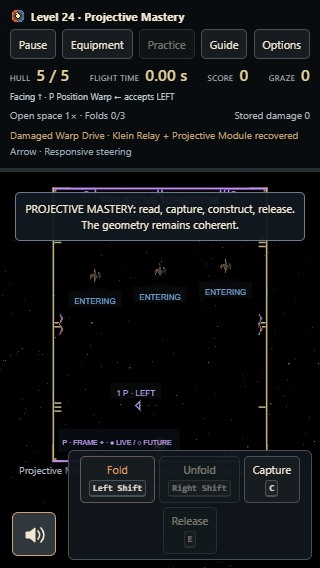 Level 24 · Projective Mastery
Pause
Equipment
Practice
Guide
Options
HULL 5 / 5
FLIGHT TIME 0.00 s
SCORE 0
GRAZE 0
Facing ↑ · P Position Warp ← accepts LEFT
Open space 1× · Folds 0/3
Stored damage 0
Damaged Warp Drive · Klein Relay + Projective Module recovered
Arrow · Responsive steering
PROJECTIVE MASTERY: read, capture, construct, release.
The geometry remains coherent.
ENTERING
ENTERING
ENTERING
1 P · LEFT
P · FRAME + · ● LIVE / ○ FUTURE
Projective
Fold
Left Shift
Unfold
Right Shift
Capture
C
Release
E